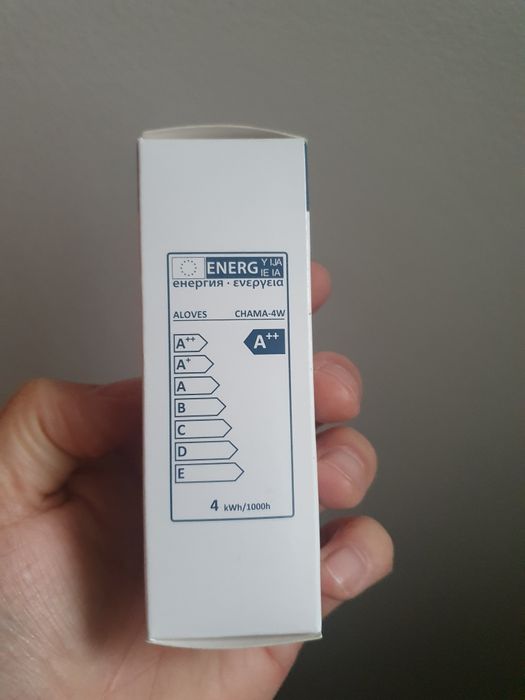 ENERG Y IJA
IE IA
енергия · ενεργεια
ALOVES CHAMA-4W
A++ A++
A+
A
B
C
D
E
4 kWh/1000h